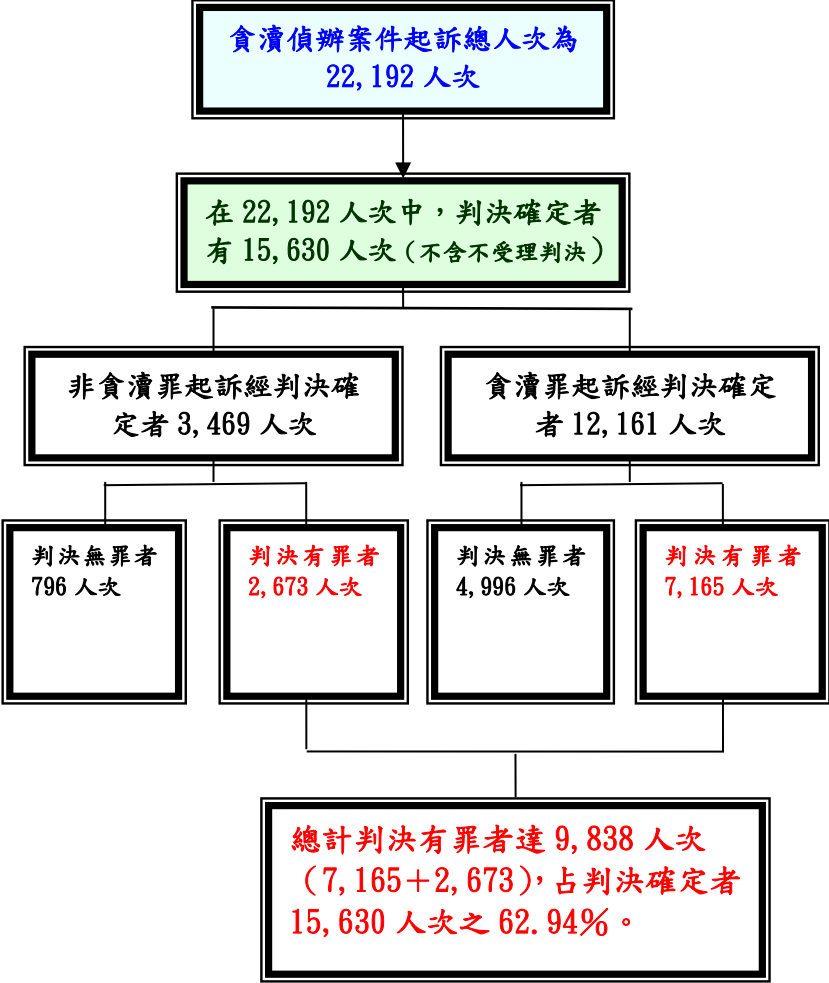 貪瀆偵辦案件起訴總人次為
22,192 人次
在 22,192 人次中，判決確定者
有 15,630 人次（不含不受理判決）
非貪瀆罪起訴經判決確
定者 3,469 人次
貪瀆罪起訴經判決確定
者 12,161 人次
判決無罪者
796 人次
判決有罪者
2,673 人次
判決無罪者
4,996 人次
判決有罪者
7,165 人次
總計判決有罪者達 9,838 人次
（7,165＋2,673），占判決確定者
15,630 人次之 62.94％。